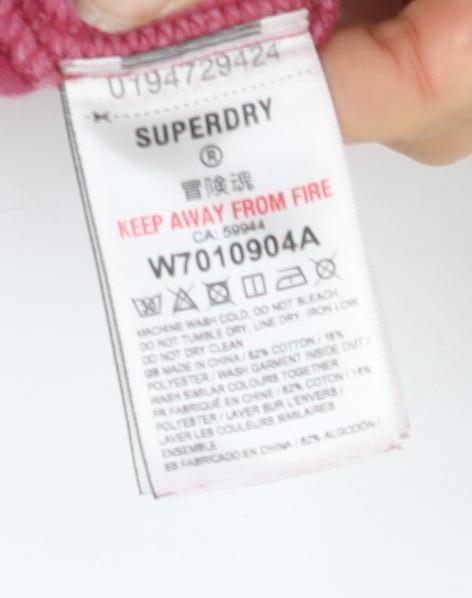 0194729424
SUPERDRY
®
冒険魂
KEEP AWAY FROM FIRE
CA: 59944
W7010904A
MACHINE WASH COLD, DO NOT BLEACH,
DO NOT TUMBLE DRY, LINE DRY, IRON LOW,
DO NOT DRY CLEAN
GB MADE IN CHINA / 82% COTTON / 18%
POLYESTER / WASH GARMENT INSIDE OUT /
WASH SIMILAR COLOURS TOGETHER
FR FABRIQUÉ EN CHINE / 82% COTON / 18%
POLYESTER / LAVER SUR L'ENVERS /
LAVER LES COULEURS SIMILAIRES
ENSEMBLE
ES FABRICADO EN CHINA / 82% ALGODÓN /